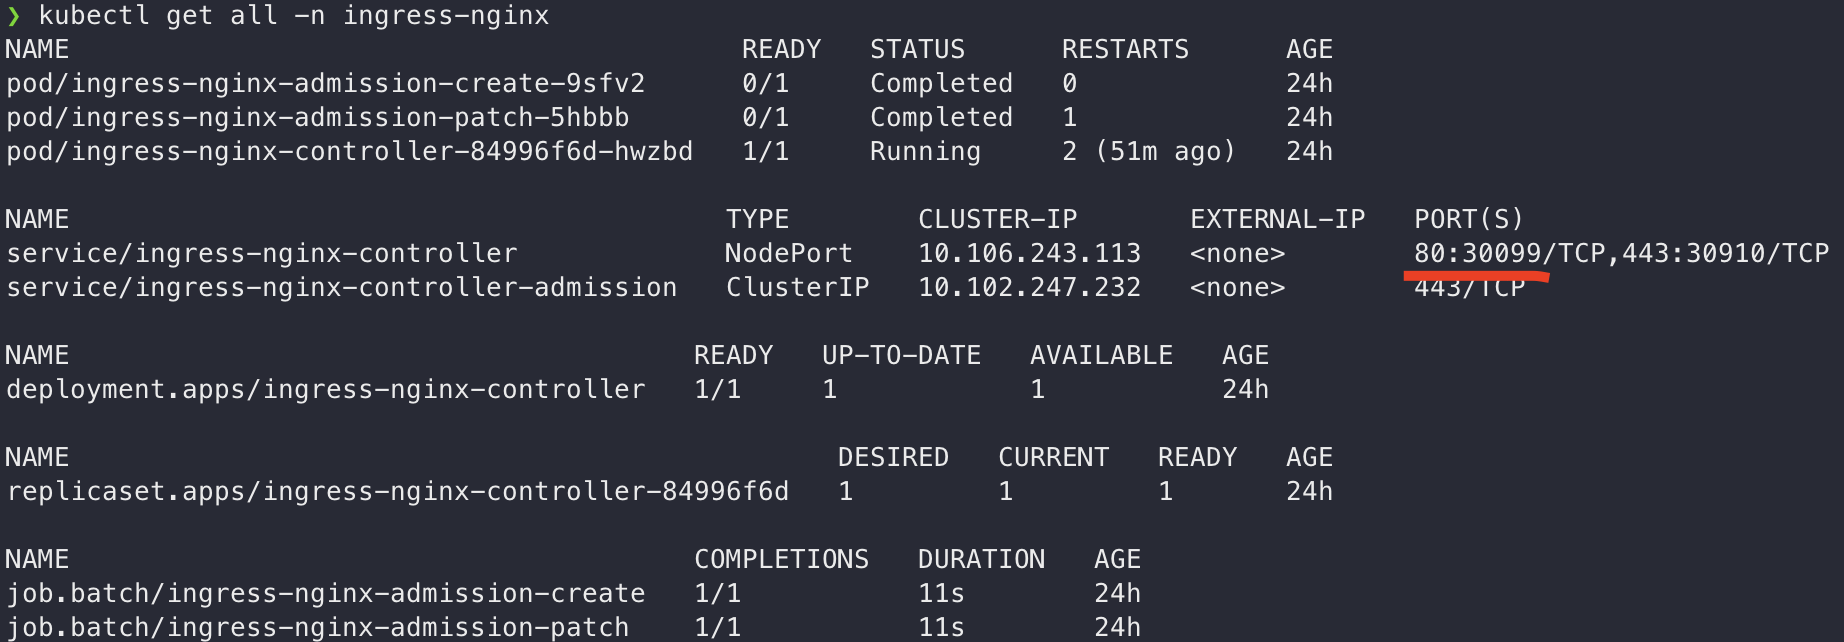 ❯ kubectl get all -n ingress-nginx
NAME READY STATUS RESTARTS AGE
pod/ingress-nginx-admission-create-9sfv2 0/1 Completed 0 24h
pod/ingress-nginx-admission-patch-5hbbb 0/1 Completed 1 24h
pod/ingress-nginx-controller-84996f6d-hwzbd 1/1 Running 2 (51m ago) 24h
NAME TYPE CLUSTER-IP EXTERNAL-IP PORT(S)
service/ingress-nginx-controller NodePort 10.106.243.113 <none> 80:30099/TCP,443:30910/TCP
service/ingress-nginx-controller-admission ClusterIP 10.102.247.232 <none> 443/TCP
NAME READY UP-TO-DATE AVAILABLE AGE
deployment.apps/ingress-nginx-controller 1/1 1 1 24h
NAME DESIRED CURRENT READY AGE
replicaset.apps/ingress-nginx-controller-84996f6d 1 1 1 24h
NAME COMPLETIONS DURATION AGE
job.batch/ingress-nginx-admission-create 1/1 11s 24h
job.batch/ingress-nginx-admission-patch 1/1 11s 24h